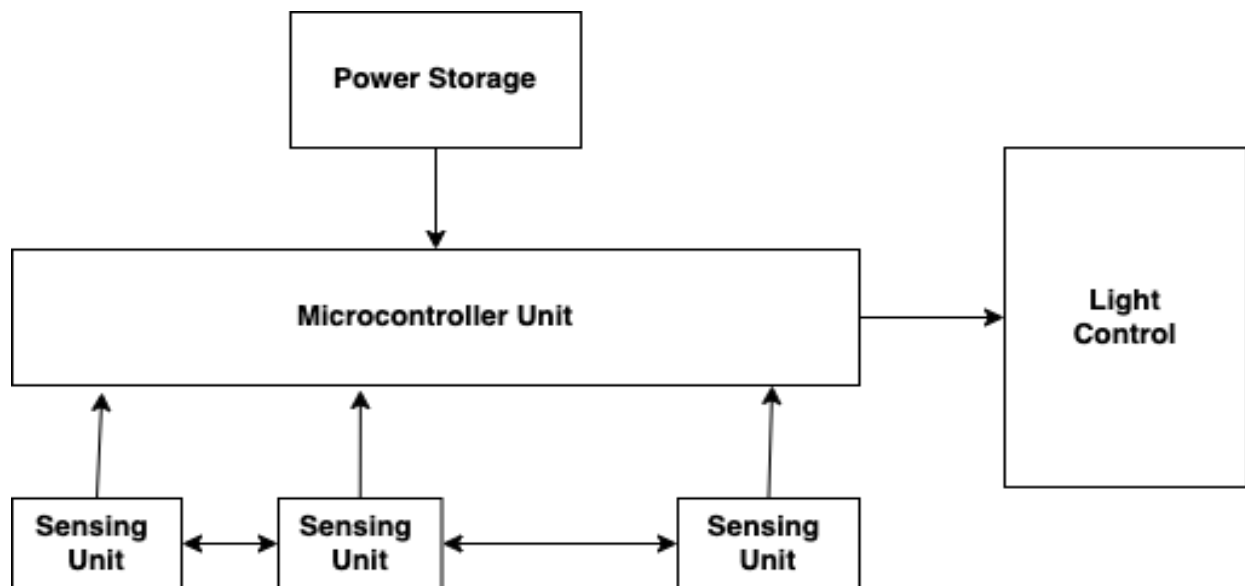 Power Storage
Microcontroller Unit
Light
Control
Sensing
Unit
Sensing
Unit
Sensing
Unit